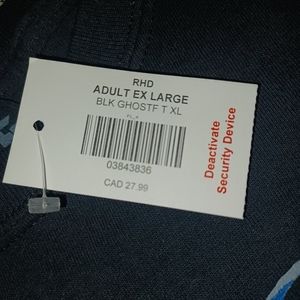 RHD
ADULT EX LARGE
BLK GHOSTF T XL
03843836
CAD 27.99
Deactivate
Security Device